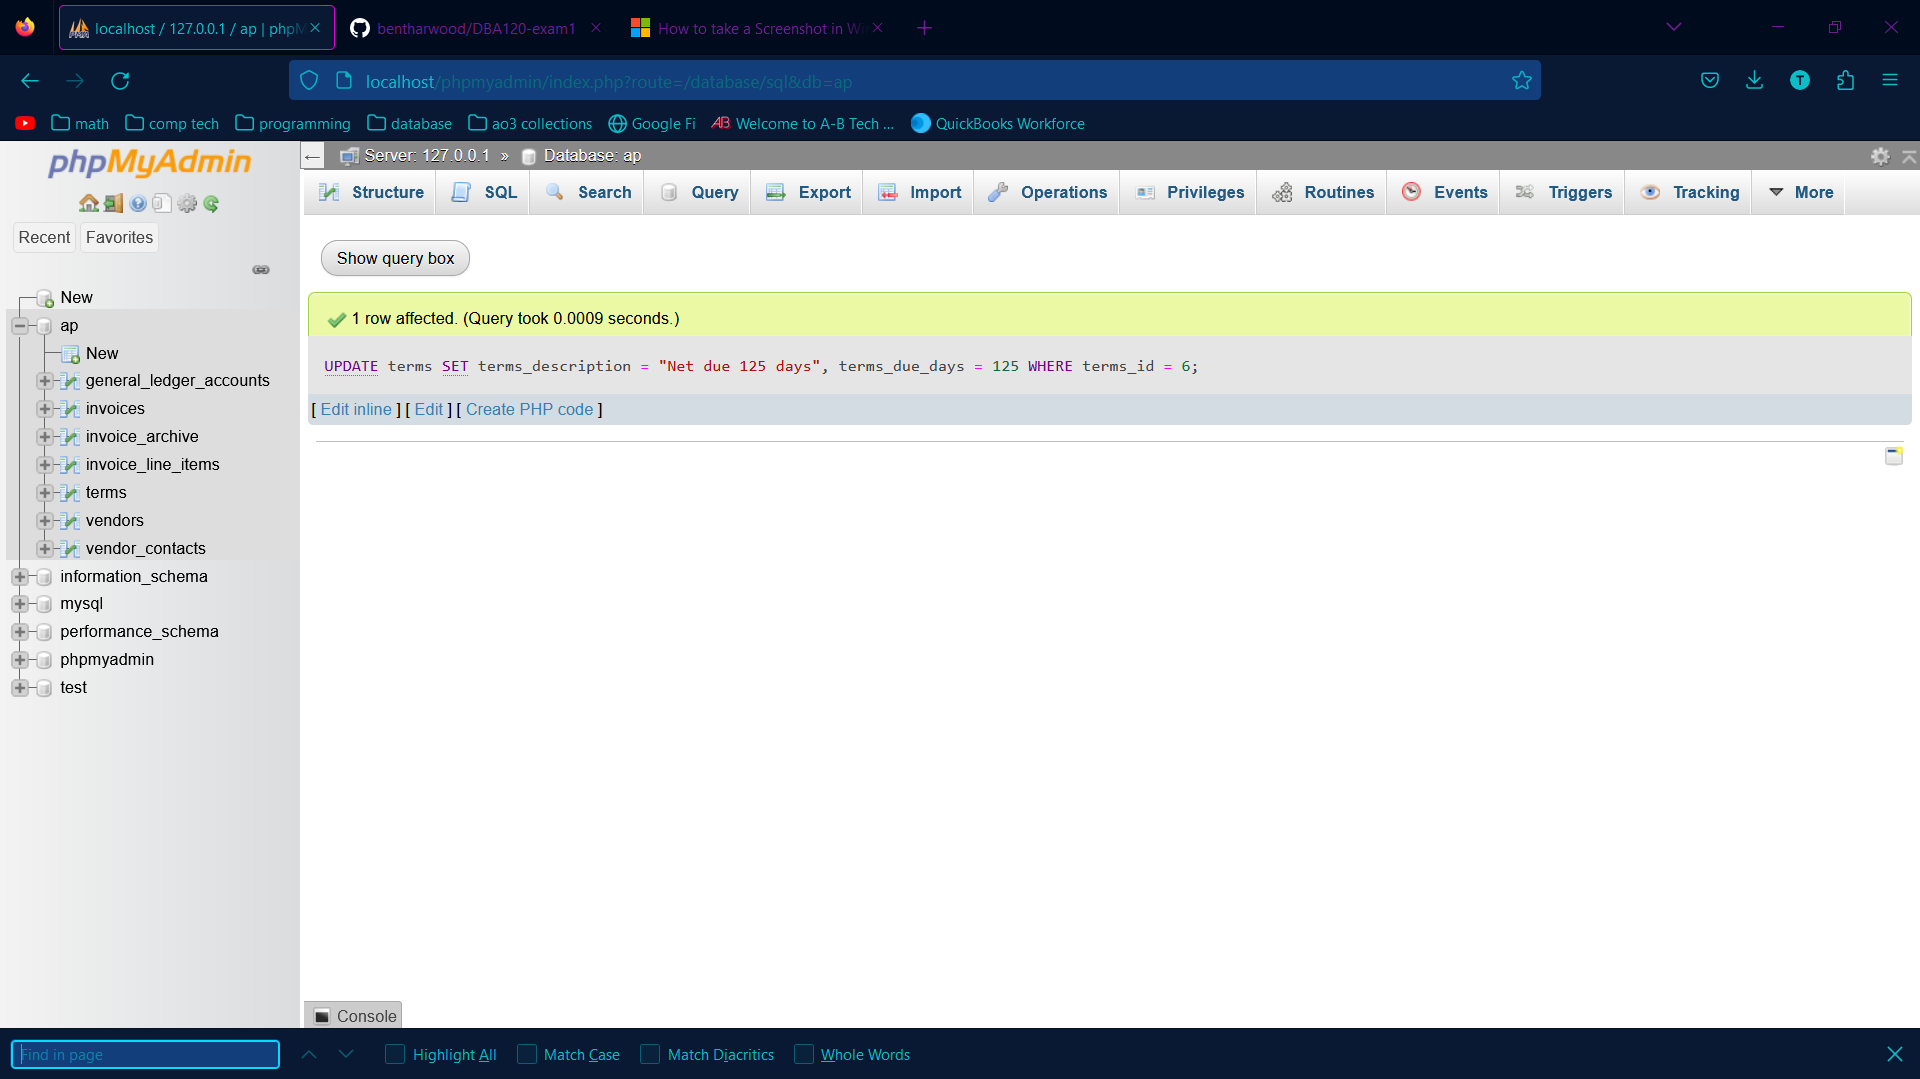 localhost / 127.0.0.1 / ap | phpM
bentharwood/DBA120-exam1
How to take a Screenshot in Wi
localhost/phpmyadmin/index.php?route=/database/sql&db=ap
T
math
comp tech
programming
database
ao3 collections
Google Fi
AB Welcome to A-B Tech ...
QuickBooks Workforce
phpMyAdmin
Recent
Favorites
New
ap
New
general_ledger_accounts
invoices
invoice_archive
invoice_line_items
terms
vendors
vendor_contacts
information_schema
mysql
performance_schema
phpmyadmin
test
Server: 127.0.0.1 » Database: ap
Structure
SQL
Search
Query
Export
Import
Operations
Privileges
Routines
Events
Triggers
Tracking
More
Show query box
1 row affected. (Query took 0.0009 seconds.)
UPDATE terms SET terms_description = "Net due 125 days", terms_due_days = 125 WHERE terms_id = 6;
[ Edit inline ] [ Edit ] [ Create PHP code ]
Console
Find in page
Highlight All
Match Case
Match Diacritics
Whole Words